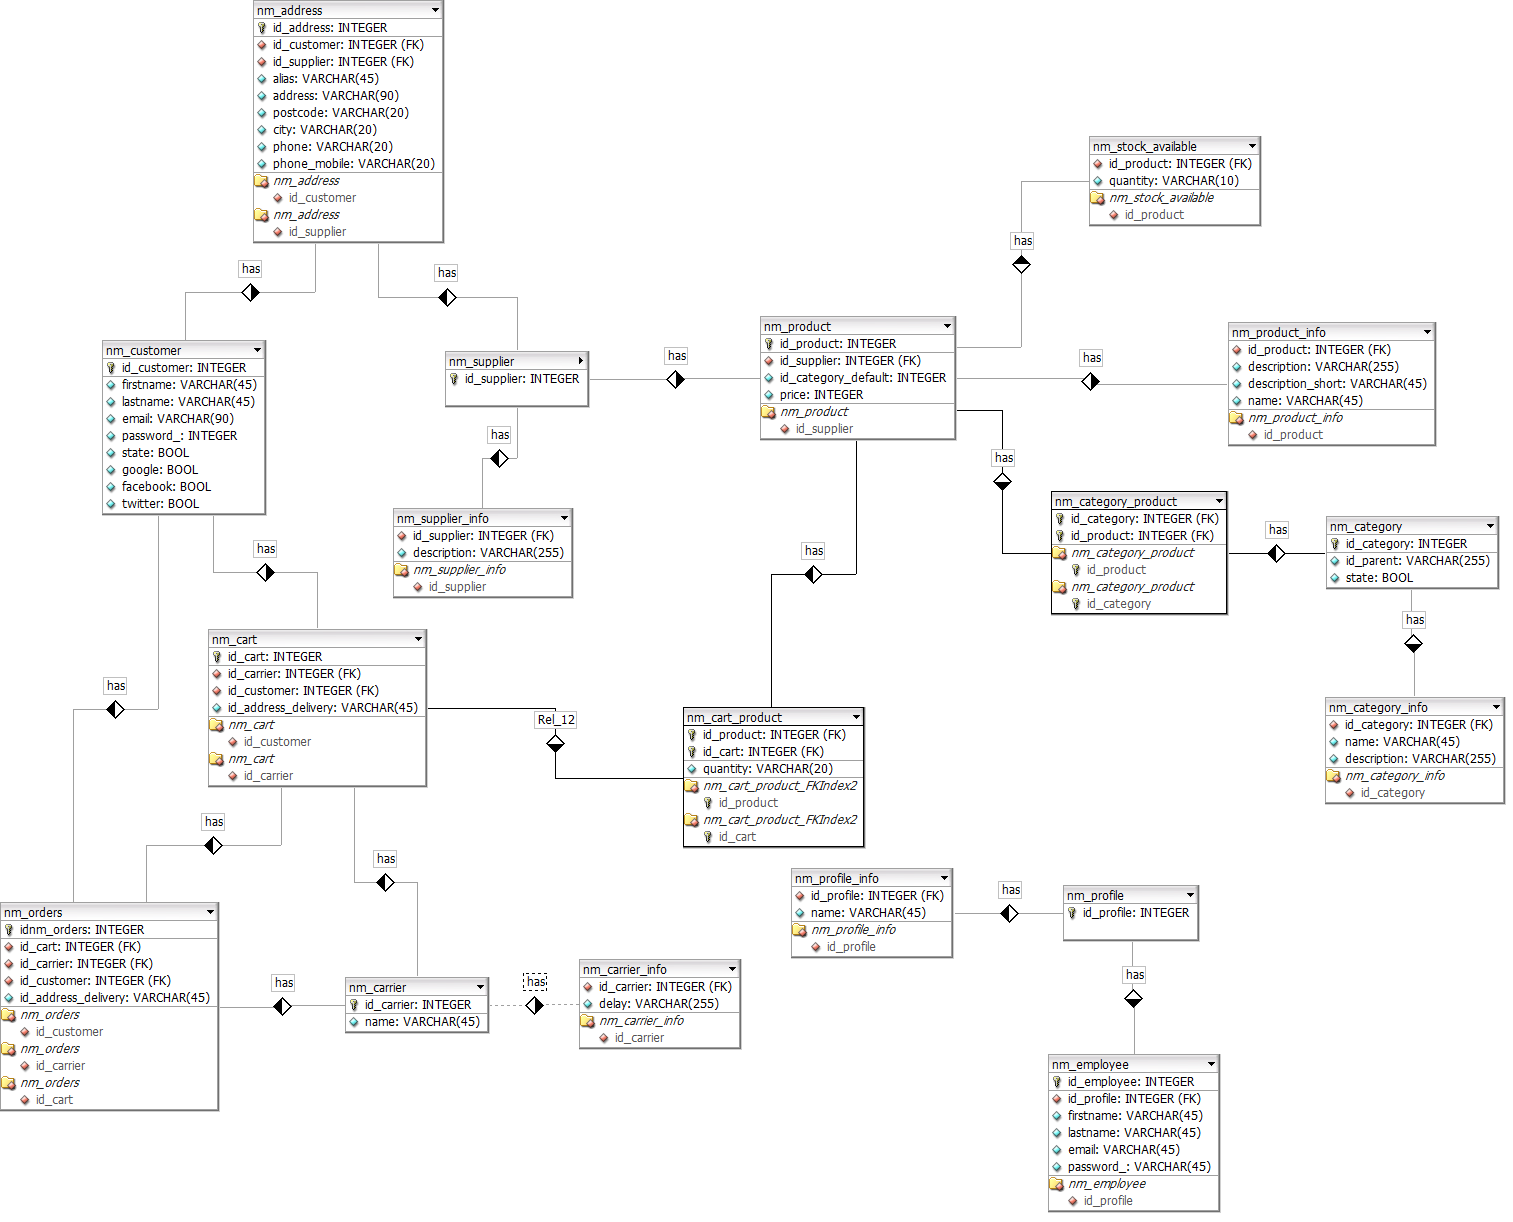 nm_address
id_address: INTEGER
id_customer: INTEGER (FK)
id_supplier: INTEGER (FK)
alias: VARCHAR(45)
address: VARCHAR(90)
postcode: VARCHAR(20)
city: VARCHAR(20)
phone: VARCHAR(20)
phone_mobile: VARCHAR(20)
nm_address
id_customer
nm_address
id_supplier
has
has
nm_customer
id_customer: INTEGER
firstname: VARCHAR(45)
lastname: VARCHAR(45)
email: VARCHAR(90)
password_: INTEGER
state: BOOL
google: BOOL
facebook: BOOL
twitter: BOOL
nm_supplier
id_supplier: INTEGER
has
nm_product
id_product: INTEGER
id_supplier: INTEGER (FK)
id_category_default: INTEGER
price: INTEGER
nm_product
id_supplier
has
nm_stock_available
id_product: INTEGER (FK)
quantity: VARCHAR(10)
nm_stock_available
id_product
has
nm_product_info
id_product: INTEGER (FK)
description: VARCHAR(255)
description_short: VARCHAR(45)
name: VARCHAR(45)
nm_product_info
id_product
has
nm_supplier_info
id_supplier: INTEGER (FK)
description: VARCHAR(255)
nm_supplier_info
id_supplier
has
nm_category_product
id_category: INTEGER (FK)
id_product: INTEGER (FK)
nm_category_product
id_product
nm_category_product
id_category
has
nm_category
id_category: INTEGER
id_parent: VARCHAR(255)
state: BOOL
has
nm_category_info
id_category: INTEGER (FK)
name: VARCHAR(45)
description: VARCHAR(255)
nm_category_info
id_category
has
has
has
nm_cart
id_cart: INTEGER
id_carrier: INTEGER (FK)
id_customer: INTEGER (FK)
id_address_delivery: VARCHAR(45)
nm_cart
id_customer
nm_cart
id_carrier
Rel_12
nm_cart_product
id_product: INTEGER (FK)
id_cart: INTEGER (FK)
quantity: VARCHAR(20)
nm_cart_product_FKIndex2
id_product
nm_cart_product_FKIndex2
id_cart
has
has
nm_orders
idnm_orders: INTEGER
id_cart: INTEGER (FK)
id_carrier: INTEGER (FK)
id_customer: INTEGER (FK)
id_address_delivery: VARCHAR(45)
nm_orders
id_customer
nm_orders
id_carrier
nm_orders
id_cart
has
nm_carrier
id_carrier: INTEGER
name: VARCHAR(45)
has
nm_carrier_info
id_carrier: INTEGER (FK)
delay: VARCHAR(255)
nm_carrier_info
id_carrier
nm_profile_info
id_profile: INTEGER (FK)
name: VARCHAR(45)
nm_profile_info
id_profile
has
nm_profile
id_profile: INTEGER
has
nm_employee
id_employee: INTEGER
id_profile: INTEGER (FK)
firstname: VARCHAR(45)
lastname: VARCHAR(45)
email: VARCHAR(45)
password_: VARCHAR(45)
nm_employee
id_profile